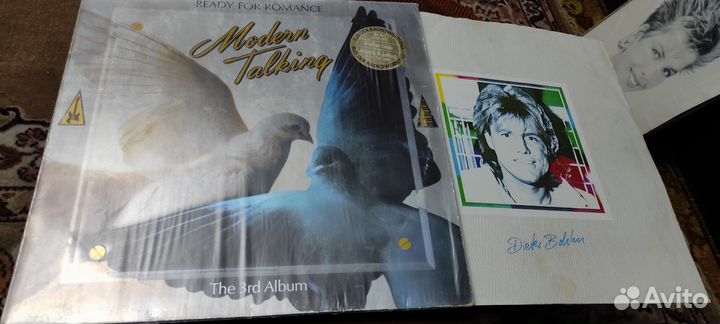 READY FOR ROMANCE
Modern
Talking
The 3rd Album
Dieter Bohlen
Avito